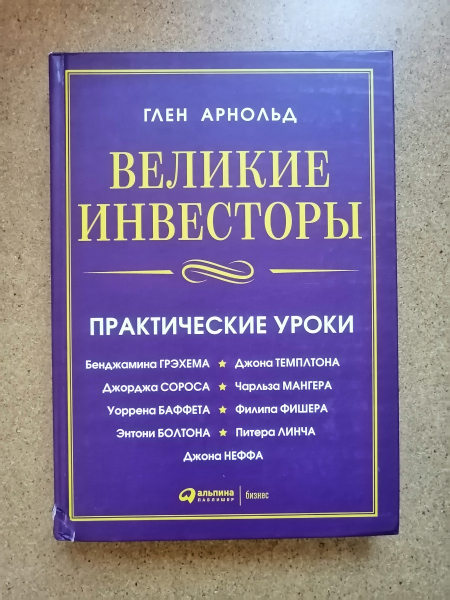 ГЛЕН АРНОЛЬД
ВЕЛИКИЕ
ИНВЕСТОРЫ
ПРАКТИЧЕСКИЕ УРОКИ
Бенджамина ГРЭХЕМА ★ Джона ТЕМПЛТОНА
Джорджа СОРОСА ★ Чарльза МАНГЕРА
Уоррена БАФФЕТА ★ Филипа ФИШЕРА
Энтони БОЛТОНА ★ Питера ЛИНЧА
Джона НЕФФА
альпина
ПАБЛИШЕР
бизнес